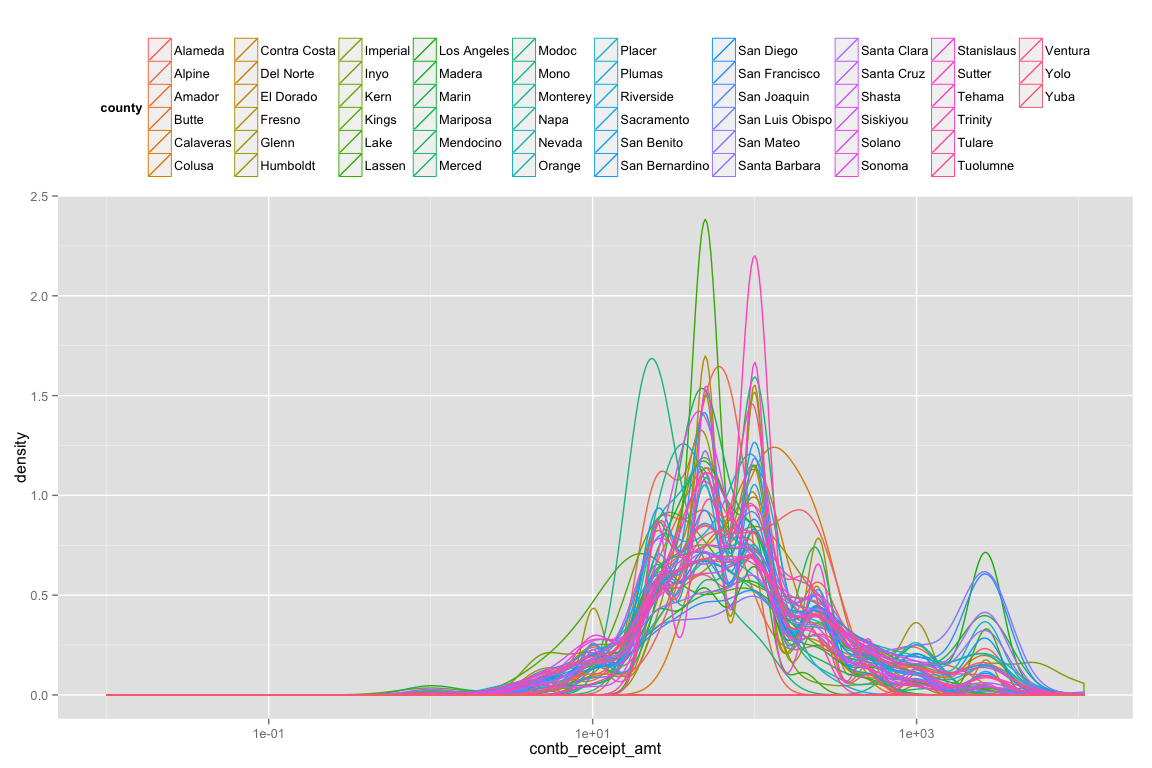 Alameda Contra Costa Imperial Los Angeles Modoc Placer San Diego Santa Clara Stanislaus Ventura
Alpine Del Norte Inyo Madera Mono Plumas San Francisco Santa Cruz Sutter Yolo
county Amador El Dorado Kern Marin Monterey Riverside San Joaquin Shasta Tehama Yuba
Butte Fresno Kings Mariposa Napa Sacramento San Luis Obispo Siskiyou Trinity
Calaveras Glenn Lake Mendocino Nevada San Benito San Mateo Solano Tulare
Colusa Humboldt Lassen Merced Orange San Bernardino Santa Barbara Sonoma Tuolumne
2.5
2.0
1.5
1.0
0.5
0.0
density
1e-01 1e+01 1e+03
contb_receipt_amt